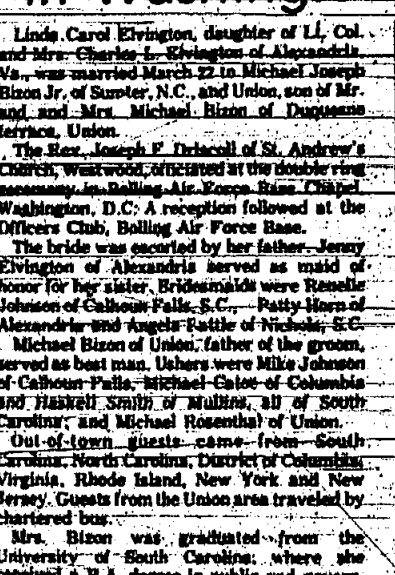 Linda Carol Elvington, daughter of Lt. Col.
and Mrs. Charles L. Elvington of Alexandria
Va., was married March 22 to Michael Joseph
Bizon Jr. of Sumter, N.C., and Union, son of Mr.
and and Mrs. Michael Bizon of Duquesne
terrace, Union.
The Rev. Joseph F. Driscoll of St. Andrew's
Church, Westwood, officiated at the double ring
ceremony in Bolling Air Force Base Chapel,
Washington, D.C. A reception followed at the
Officers Club, Bolling Air Force Base.
The bride was escorted by her father. Jenny
Elvington of Alexandria served as maid of
honor for her sister. Bridesmaids were Renelle
Johnson of Calhoun Falls, S.C., Patty Horn of
Alexandria and Angela Battle of Nichols, S.C.
Michael Bizon of Union, father of the groom,
served as best man. Ushers were Mike Johnson
of Calhoun Falls, Michael of Columbia
and Haskell Smith of Mullins, all of South
Carolina; and Michael Rosenthal of Union.
Out-of-town guests came from South
Carolina, North Carolina, District of Columbia,
Virginia, Rhode Island, New York and New
Jersey. Guests from the Union area traveled by
chartered bus.
Mrs. Bizon was graduated from the
University of South Carolina, where she
received a B.A. degree in public and